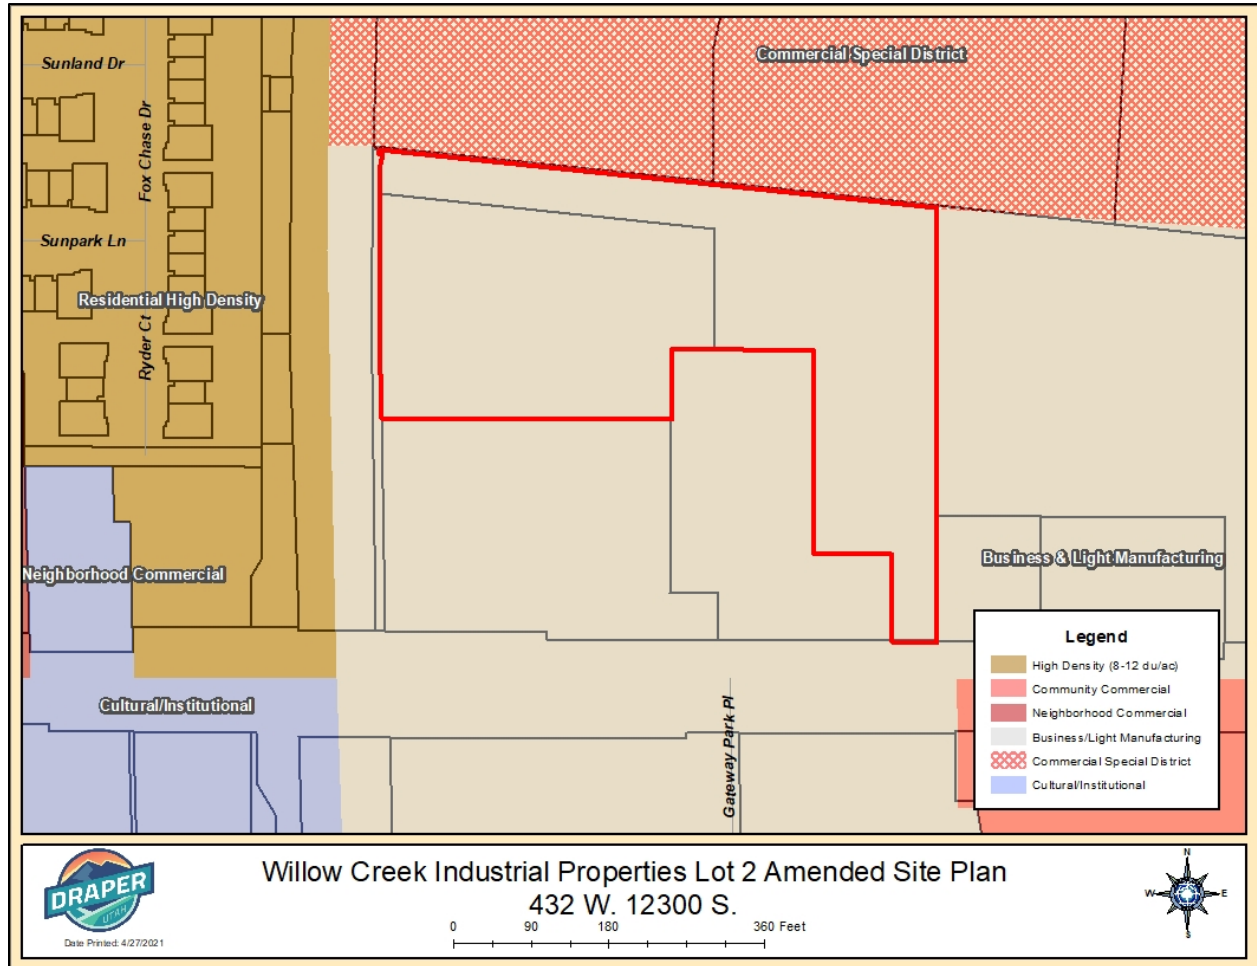 Commercial Special District
Sunland Dr
Fox Chase Dr
Sunpark Ln
Residential High Density
Ryder Ct
Neighborhood Commercial
Business & Light Manufacturing
Cultural/Institutional
Gateway Park Pl
Legend
High Density (8-12 du/ac)
Community Commercial
Neighborhood Commercial
Business/Light Manufacturing
Commercial Special District
Cultural/Institutional
DRAPER
UTAH
Date Printed: 4/27/2021
Willow Creek Industrial Properties Lot 2 Amended Site Plan
432 W. 12300 S.
0 90 180 360 Feet
N
W E
S